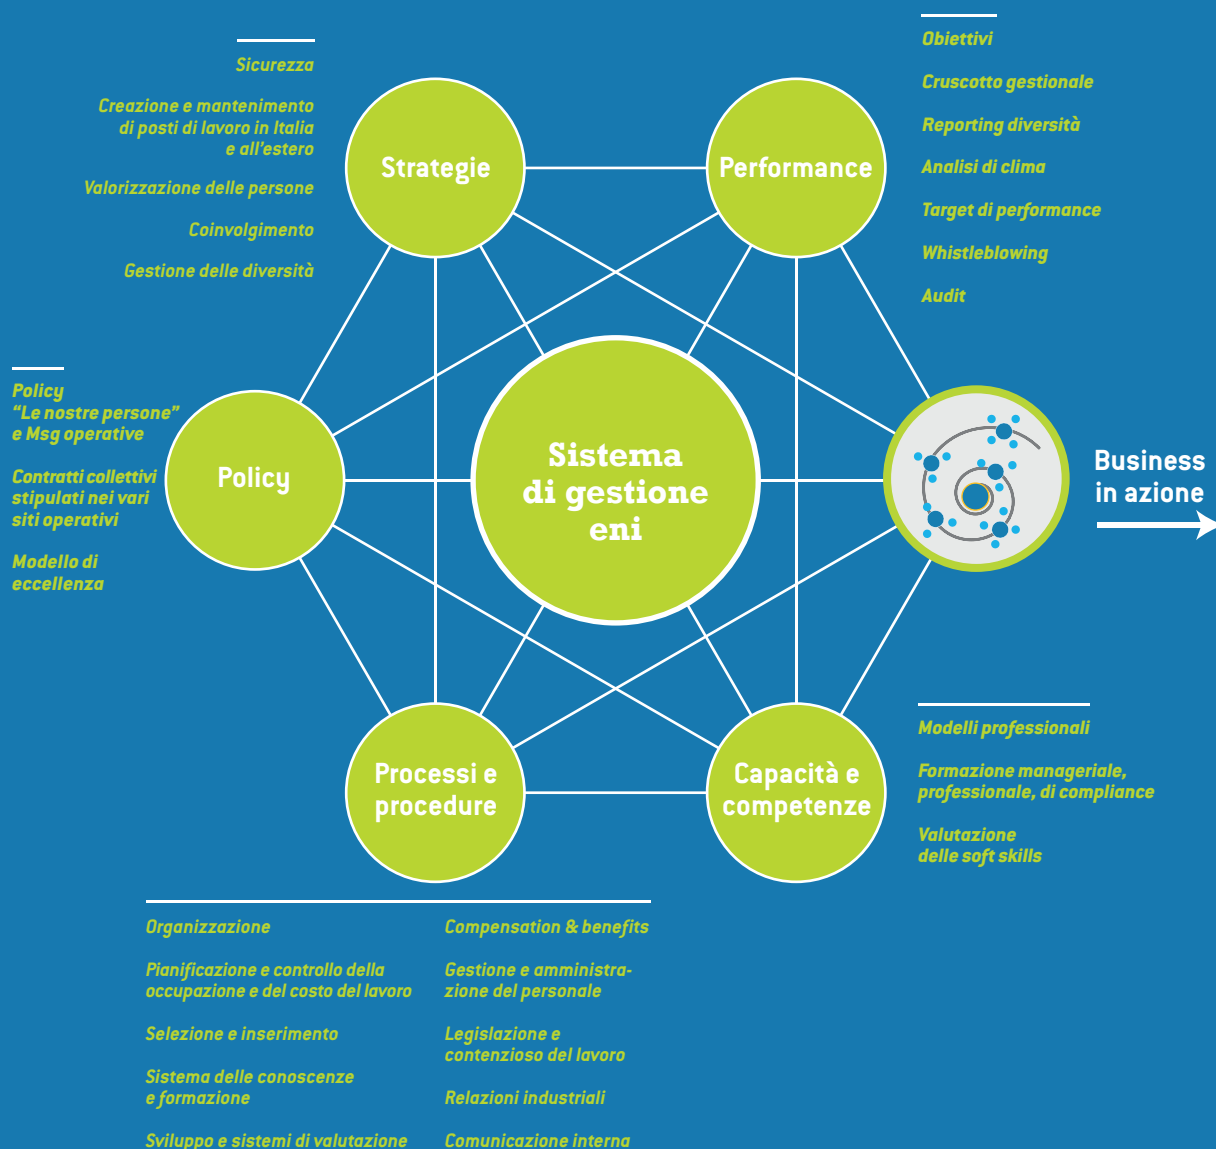 Sicurezza
Creazione e mantenimento
di posti di lavoro in Italia
e all'estero
Valorizzazione delle persone
Coinvolgimento
Gestione delle diversità
Strategie
Performance
Obiettivi
Cruscotto gestionale
Reporting diversità
Analisi di clima
Target di performance
Whistleblowing
Audit
Policy
“Le nostre persone”
e Msg operative
Contratti collettivi
stipulati nei vari
siti operativi
Modello di
eccellenza
Policy
Sistema
di gestione
eni
Business
in azione
Processi e
procedure
Capacità e
competenze
Modelli professionali
Formazione manageriale,
professionale, di compliance
Valutazione
delle soft skills
Organizzazione
Pianificazione e controllo della
occupazione e del costo del lavoro
Selezione e inserimento
Sistema delle conoscenze
e formazione
Sviluppo e sistemi di valutazione
Compensation & benefits
Gestione e amministra-
zione del personale
Legislazione e
contenzioso del lavoro
Relazioni industriali
Comunicazione interna